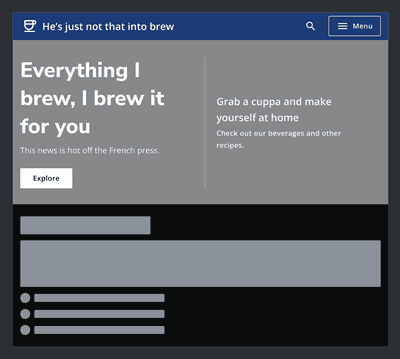 He's just not that into brew
Menu
Everything I
brew, I brew it
for you
This news is hot off the French press.
Explore
Grab a cuppa and make
yourself at home
Check out our beverages and other
recipes.